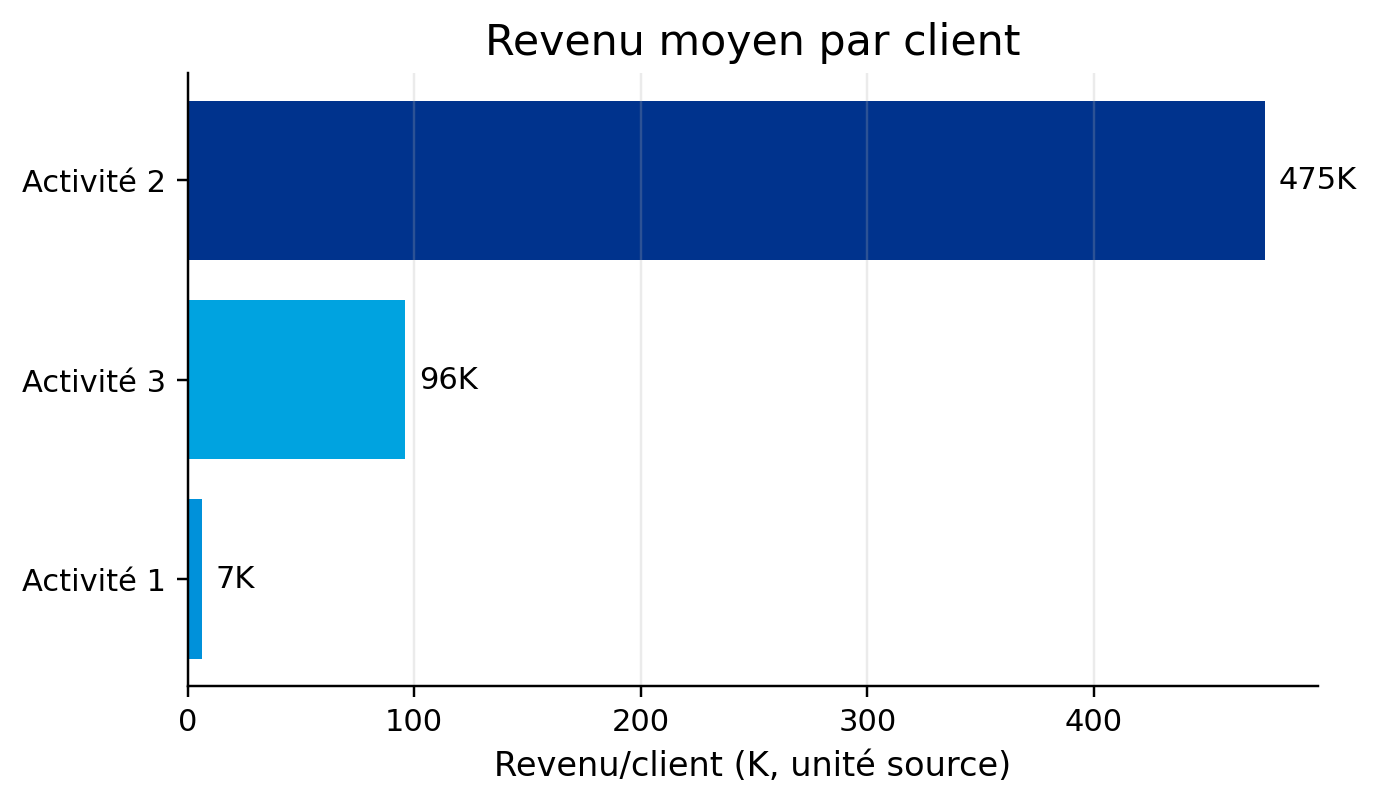 Revenu moyen par client
Activité 2
475K
Activité 3
96K
Activité 1
7K
0 100 200 300 400
Revenu/client (K, unité source)